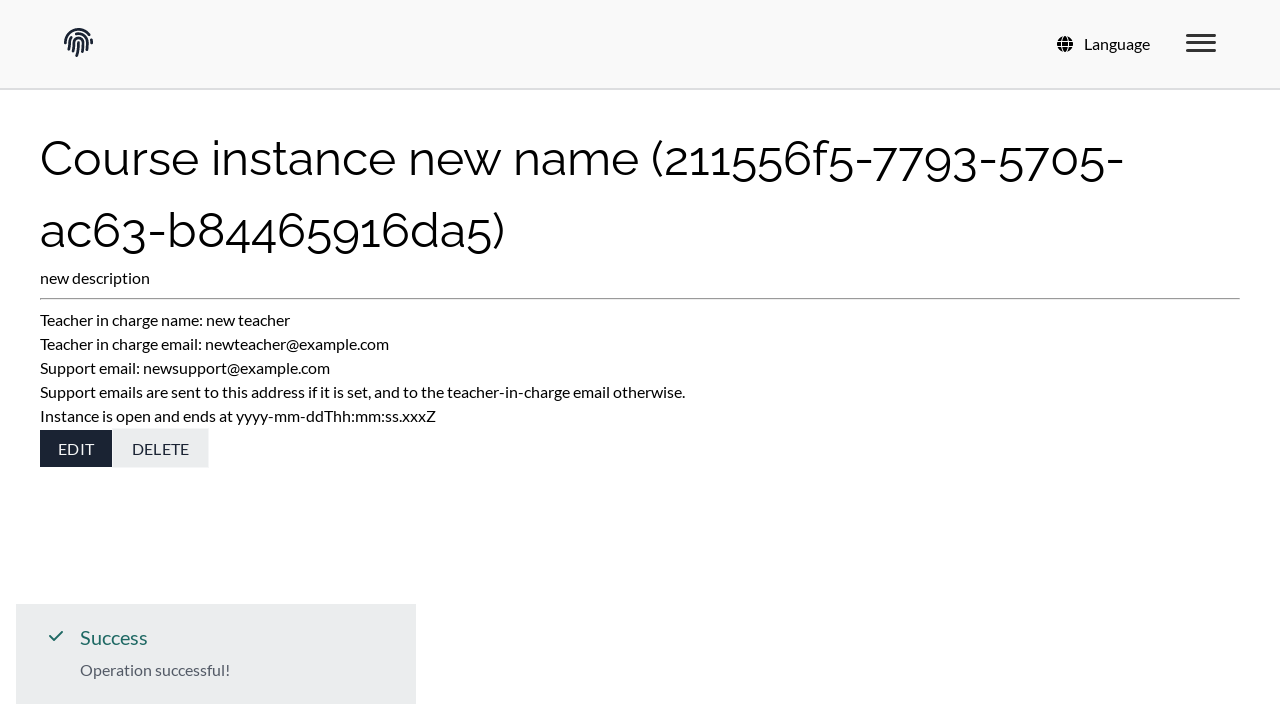 Language
Course instance new name (211556f5-7793-5705-
ac63-b84465916da5)
new description
Teacher in charge name: new teacher
Teacher in charge email: newteacher@example.com
Support email: newsupport@example.com
Support emails are sent to this address if it is set, and to the teacher-in-charge email otherwise.
Instance is open and ends at yyyy-mm-ddThh:mm:ss.xxxZ
EDIT DELETE
Success
Operation successful!